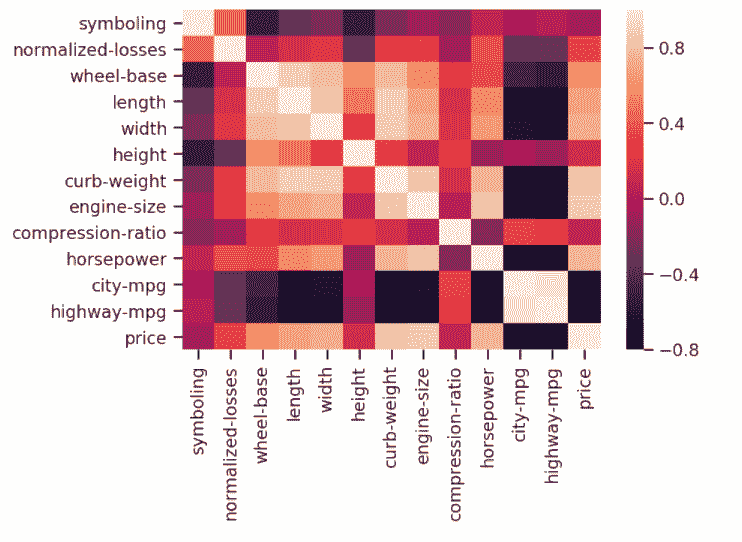 symboling
normalized-losses
wheel-base
length
width
height
curb-weight
engine-size
compression-ratio
horsepower
city-mpg
highway-mpg
price
0.8
0.4
0.0
−0.4
−0.8
symboling
normalized-losses
wheel-base
length
width
height
curb-weight
engine-size
compression-ratio
horsepower
city-mpg
highway-mpg
price